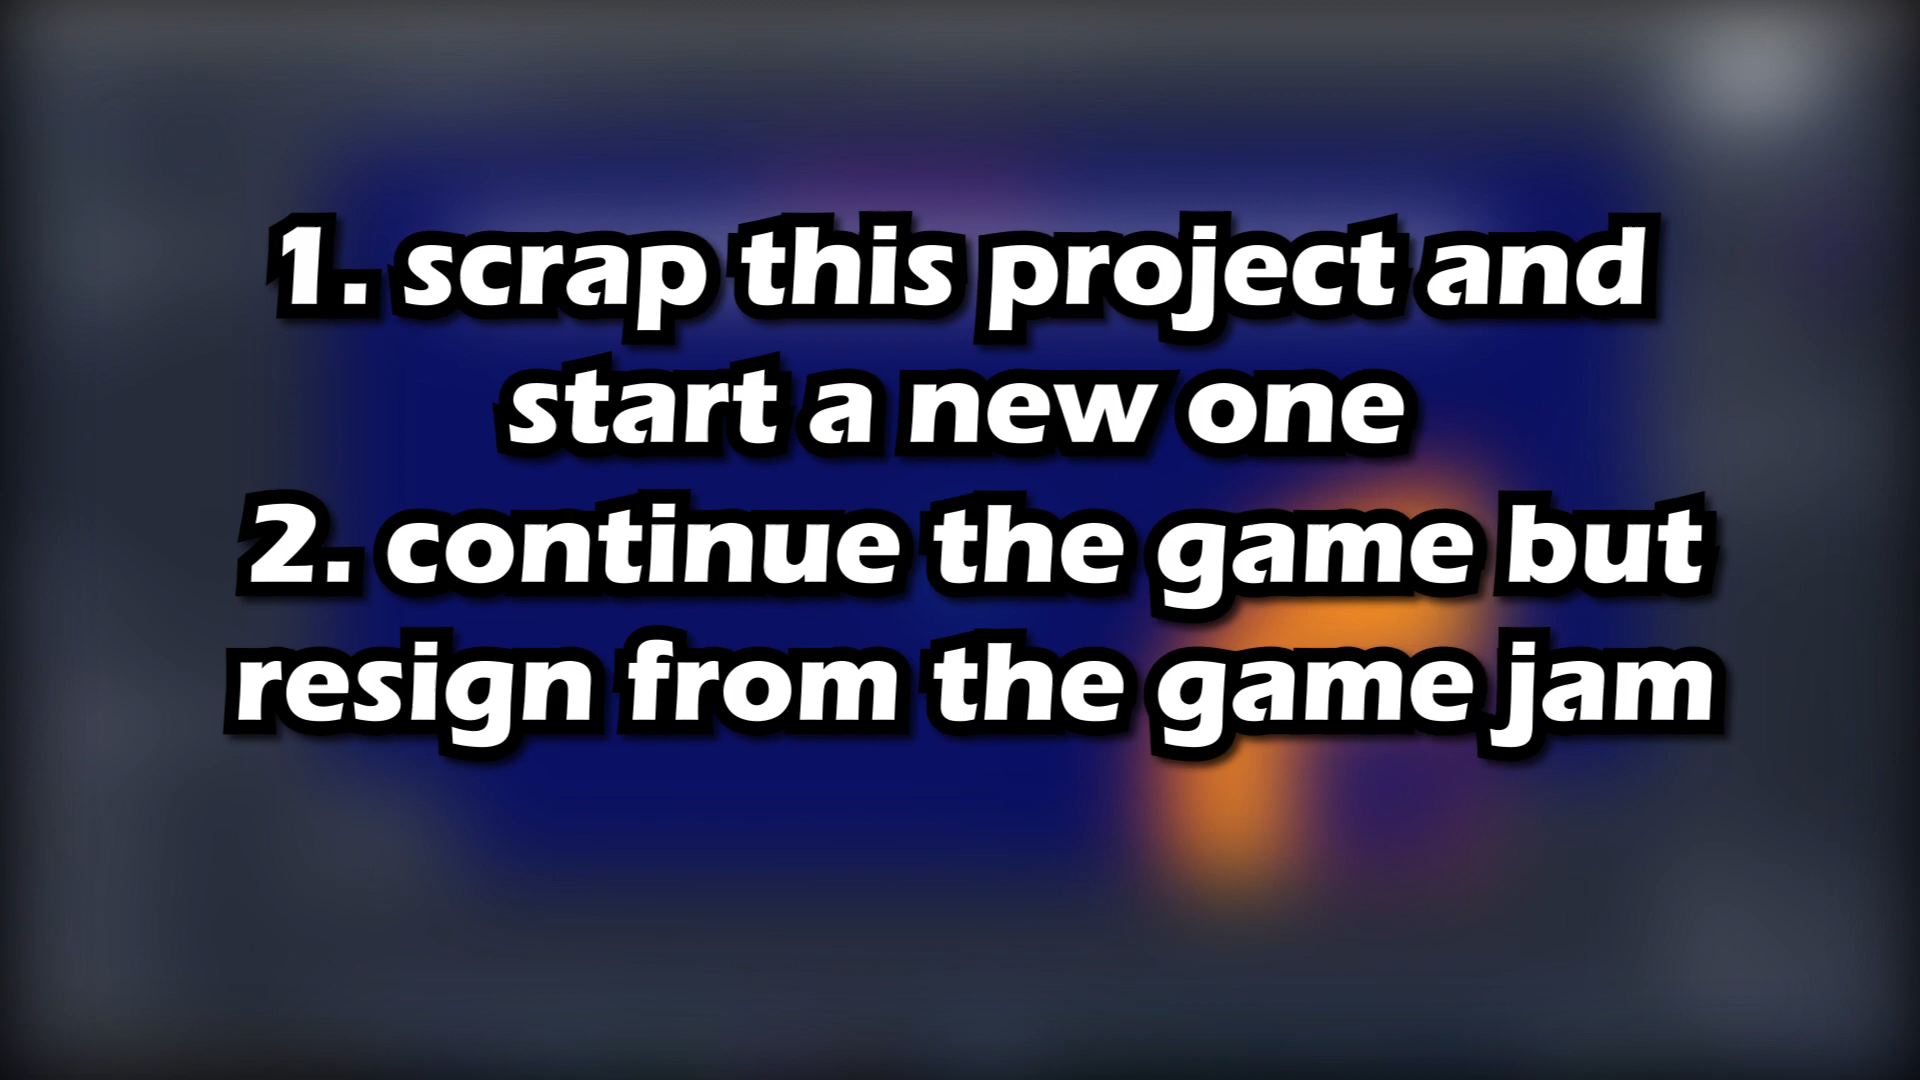 1. scrap this project and
start a new one
2. continue the game but
resign from the game jam